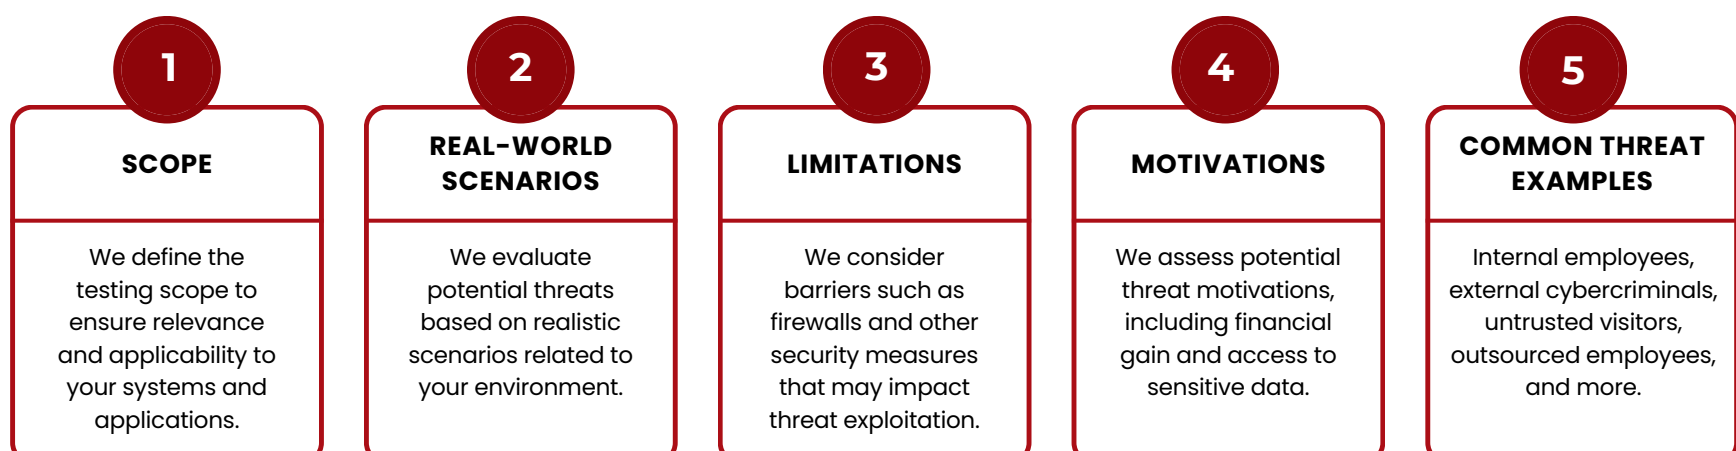 1
SCOPE
We define the
testing scope to
ensure relevance
and applicability to
your systems and
applications.
2
REAL-WORLD
SCENARIOS
We evaluate
potential threats
based on realistic
scenarios related to
your environment.
3
LIMITATIONS
We consider
barriers such as
firewalls and other
security measures
that may impact
threat exploitation.
4
MOTIVATIONS
We assess potential
threat motivations,
including financial
gain and access to
sensitive data.
5
COMMON THREAT
EXAMPLES
Internal employees,
external cybercriminals,
untrusted visitors,
outsourced employees,
and more.